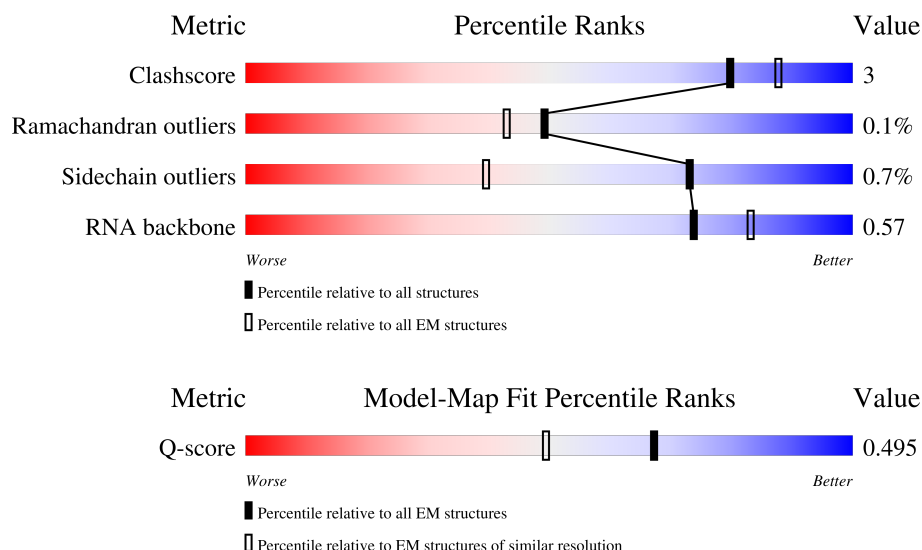 Metric Percentile Ranks Value
Clashscore 3
Ramachandran outliers 0.1%
Sidechain outliers 0.7%
RNA backbone 0.57
Worse Better
Percentile relative to all structures
Percentile relative to all EM structures
Metric Model-Map Fit Percentile Ranks Value
Q-score 0.495
Worse Better
Percentile relative to all EM structures
Percentile relative to EM structures of similar resolution